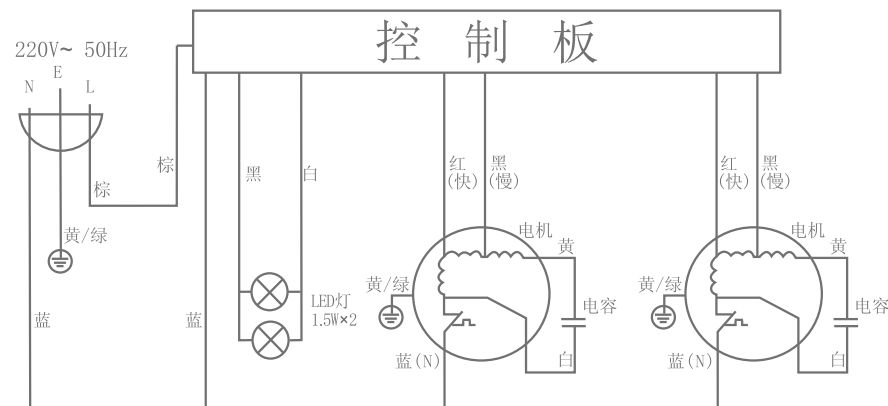 控制板
220V~ 50Hz
N
E
L
棕
棕
黄/绿
蓝
蓝
黑
白
LED灯
1.5W×2
红
(快)
黑
(慢)
电机
黄
黄/绿
电容
蓝(N)
白
红
(快)
黑
(慢)
电机
黄
黄/绿
电容
蓝(N)
白